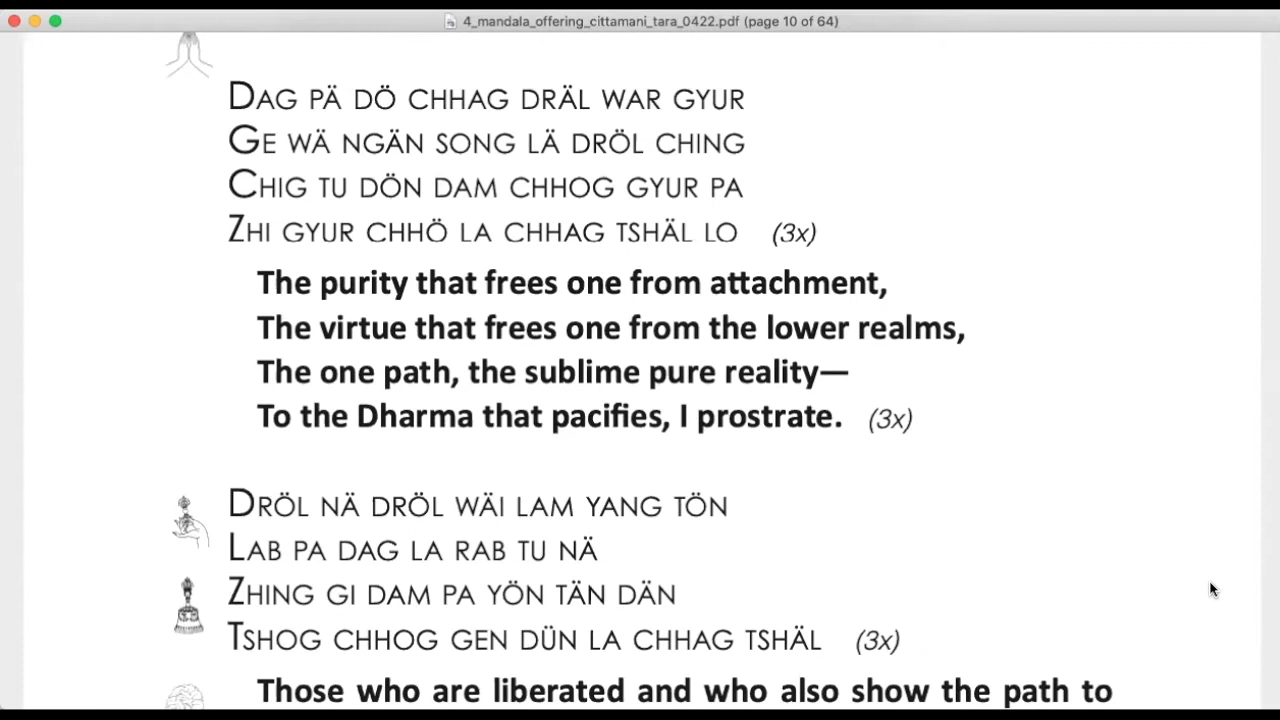 4_mandala_offering_cittamani_tara_0422.pdf (page 10 of 64)
DAG PÄ DÖ CHHAG DRÄL WAR GYUR
GE WÄ NGÄN SONG LÄ DRÖL CHING
CHIG TU DÖN DAM CHHOG GYUR PA
ZHI GYUR CHHÖ LA CHHAG TSHÄL LO (3x)
The purity that frees one from attachment,
The virtue that frees one from the lower realms,
The one path, the sublime pure reality—
To the Dharma that pacifies, I prostrate. (3x)
DRÖL NÄ DRÖL WÄI LAM YANG TÖN
LAB PA DAG LA RAB TU NÄ
ZHING GI DAM PA YÖN TÄN DÄN
TSHOG CHHOG GEN DÜN LA CHHAG TSHÄL (3x)
Those who are liberated and who also show the path to